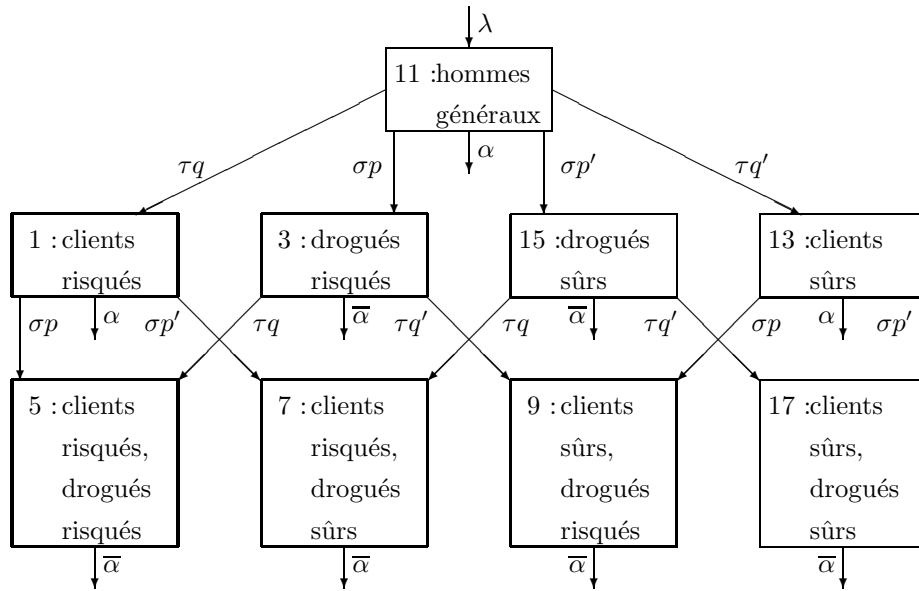 λ
11 :hommes
généraux
τq
σp
α
σp′
τq′
1 : clients
risqués
3 : drogués
risqués
15 :drogués
sûrs
13 :clients
sûrs
σp
α
σp′
τq
α̅
τq′
τq
α̅
τq′
σp
α
σp′
5 : clients
risqués,
drogués
risqués
7 : clients
risqués,
drogués
sûrs
9 : clients
sûrs,
drogués
risqués
17 :clients
sûrs,
drogués
sûrs
α̅
α̅
α̅
α̅